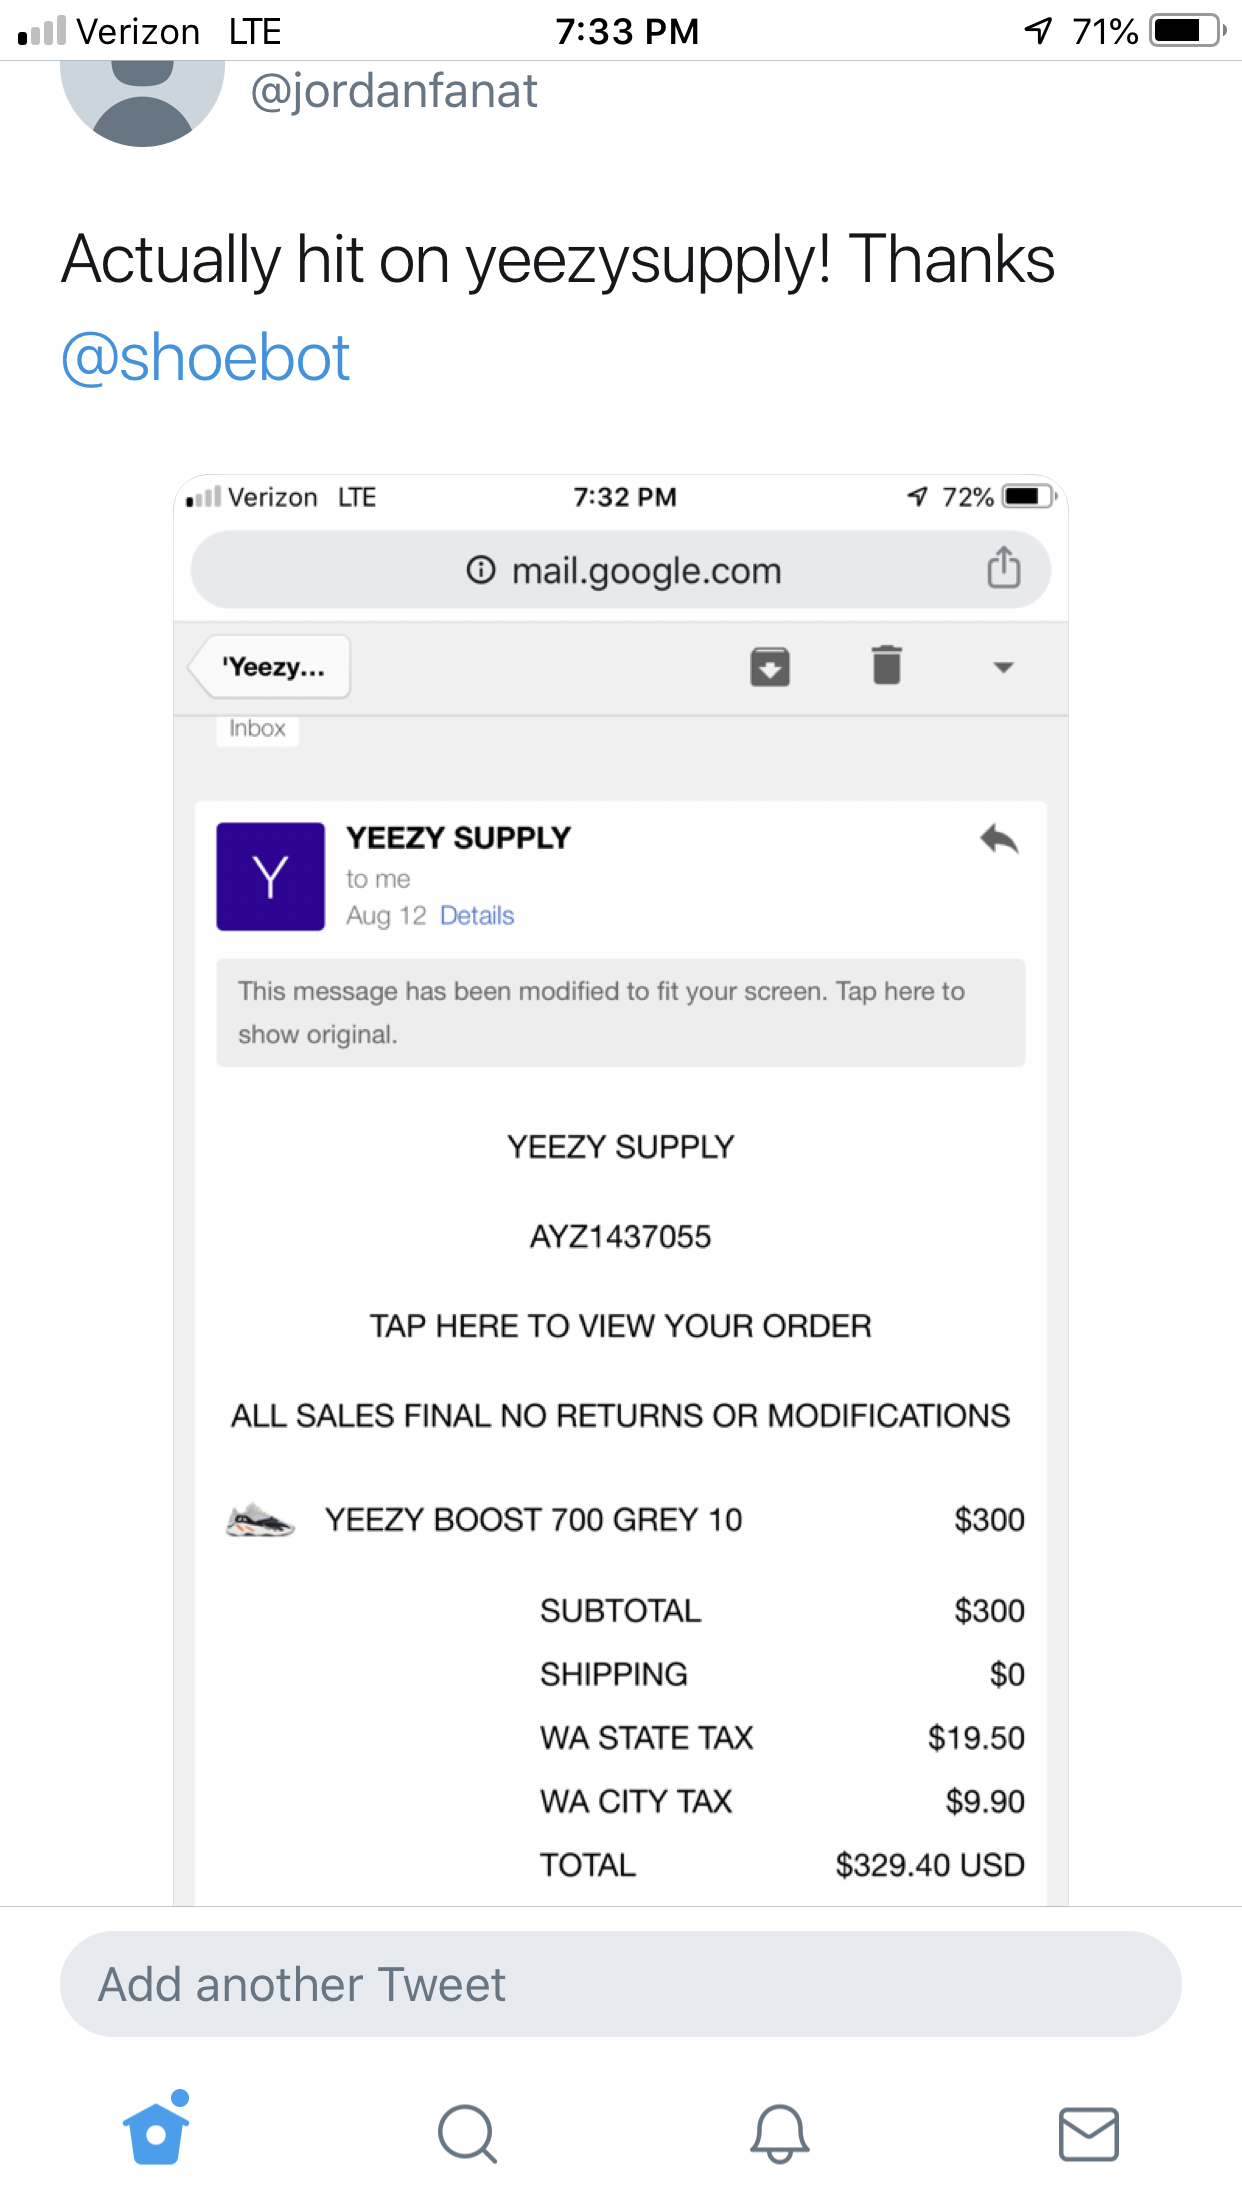 Verizon LTE 7:33 PM 71%
@jordanfanat
Actually hit on yeezysupply! Thanks
@shoebot
Verizon LTE 7:32 PM 72%
mail.google.com
'Yeezy...
Inbox
Y
YEEZY SUPPLY
to me
Aug 12 Details
This message has been modified to fit your screen. Tap here to
show original.
YEEZY SUPPLY
AYZ1437055
TAP HERE TO VIEW YOUR ORDER
ALL SALES FINAL NO RETURNS OR MODIFICATIONS
YEEZY BOOST 700 GREY 10 $300
SUBTOTAL $300
SHIPPING $0
WA STATE TAX $19.50
WA CITY TAX $9.90
TOTAL $329.40 USD
Add another Tweet